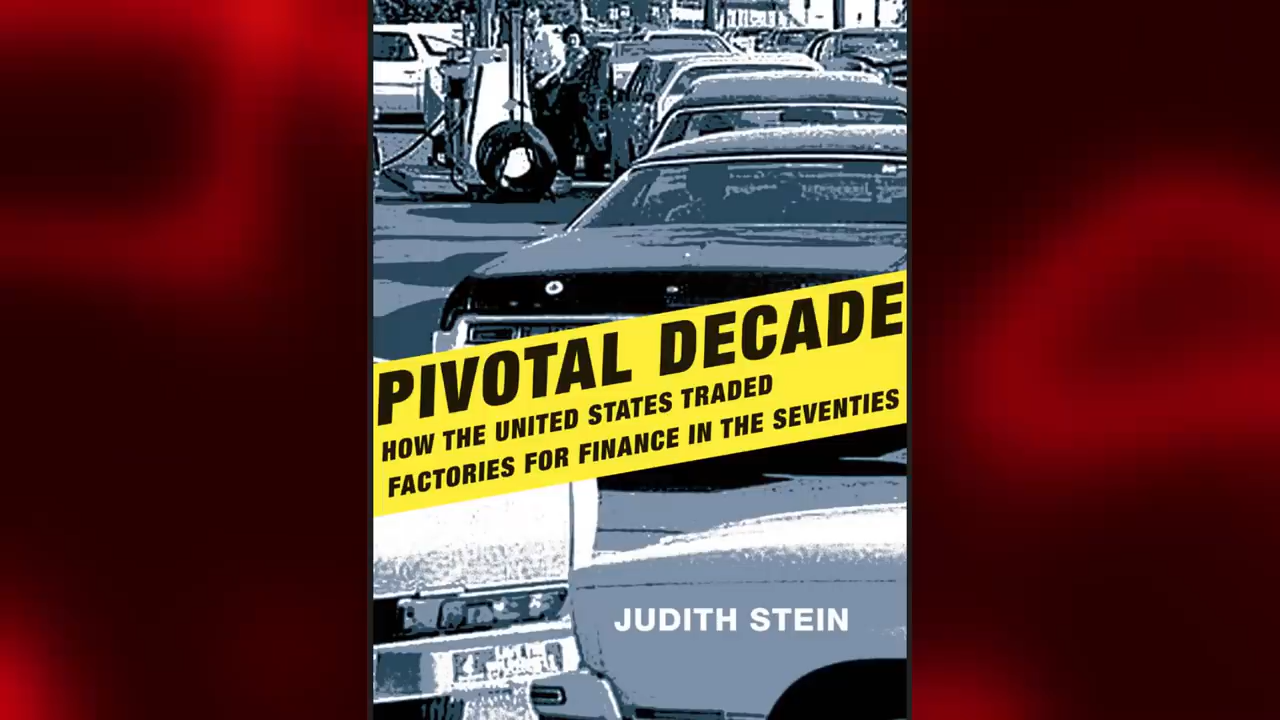 PIVOTAL DECADE
HOW THE UNITED STATES TRADED
FACTORIES FOR FINANCE IN THE SEVENTIES
JUDITH STEIN